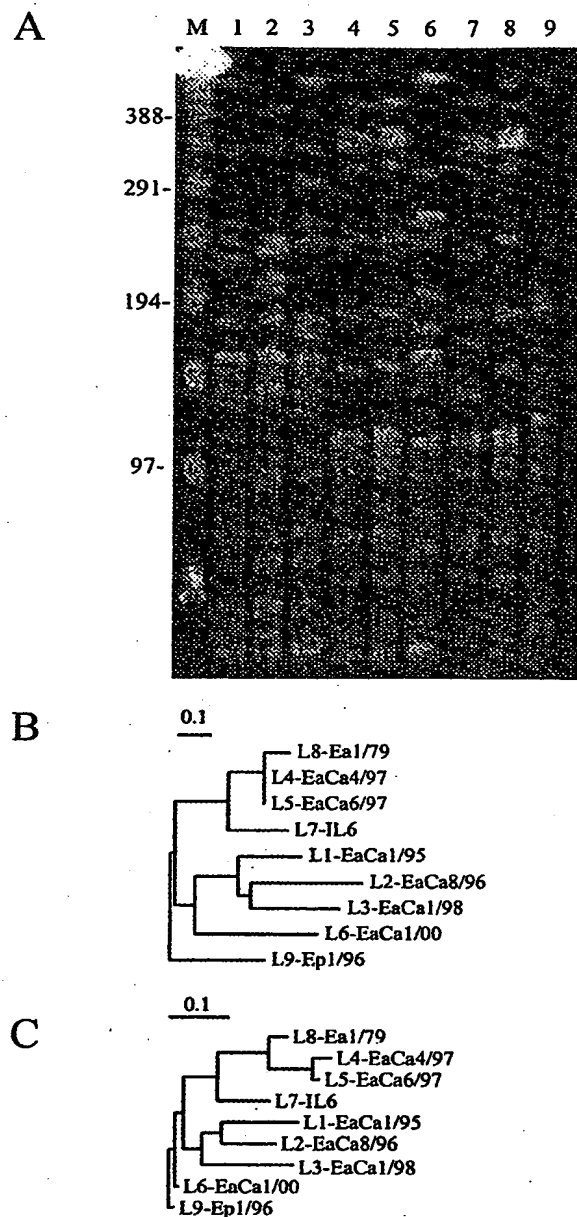 A
M 1 2 3 4 5 6 7 8 9
388-
291-
194-
97-
B
0.1
L8-Ea1/79
L4-EaCa4/97
L5-EaCa6/97
L7-IL6
L1-EaCa1/95
L2-EaCa8/96
L3-EaCa1/98
L6-EaCa1/00
L9-Ep1/96
C
0.1
L8-Ea1/79
L4-EaCa4/97
L5-EaCa6/97
L7-IL6
L1-EaCa1/95
L2-EaCa8/96
L3-EaCa1/98
L6-EaCa1/00
L9-Ep1/96